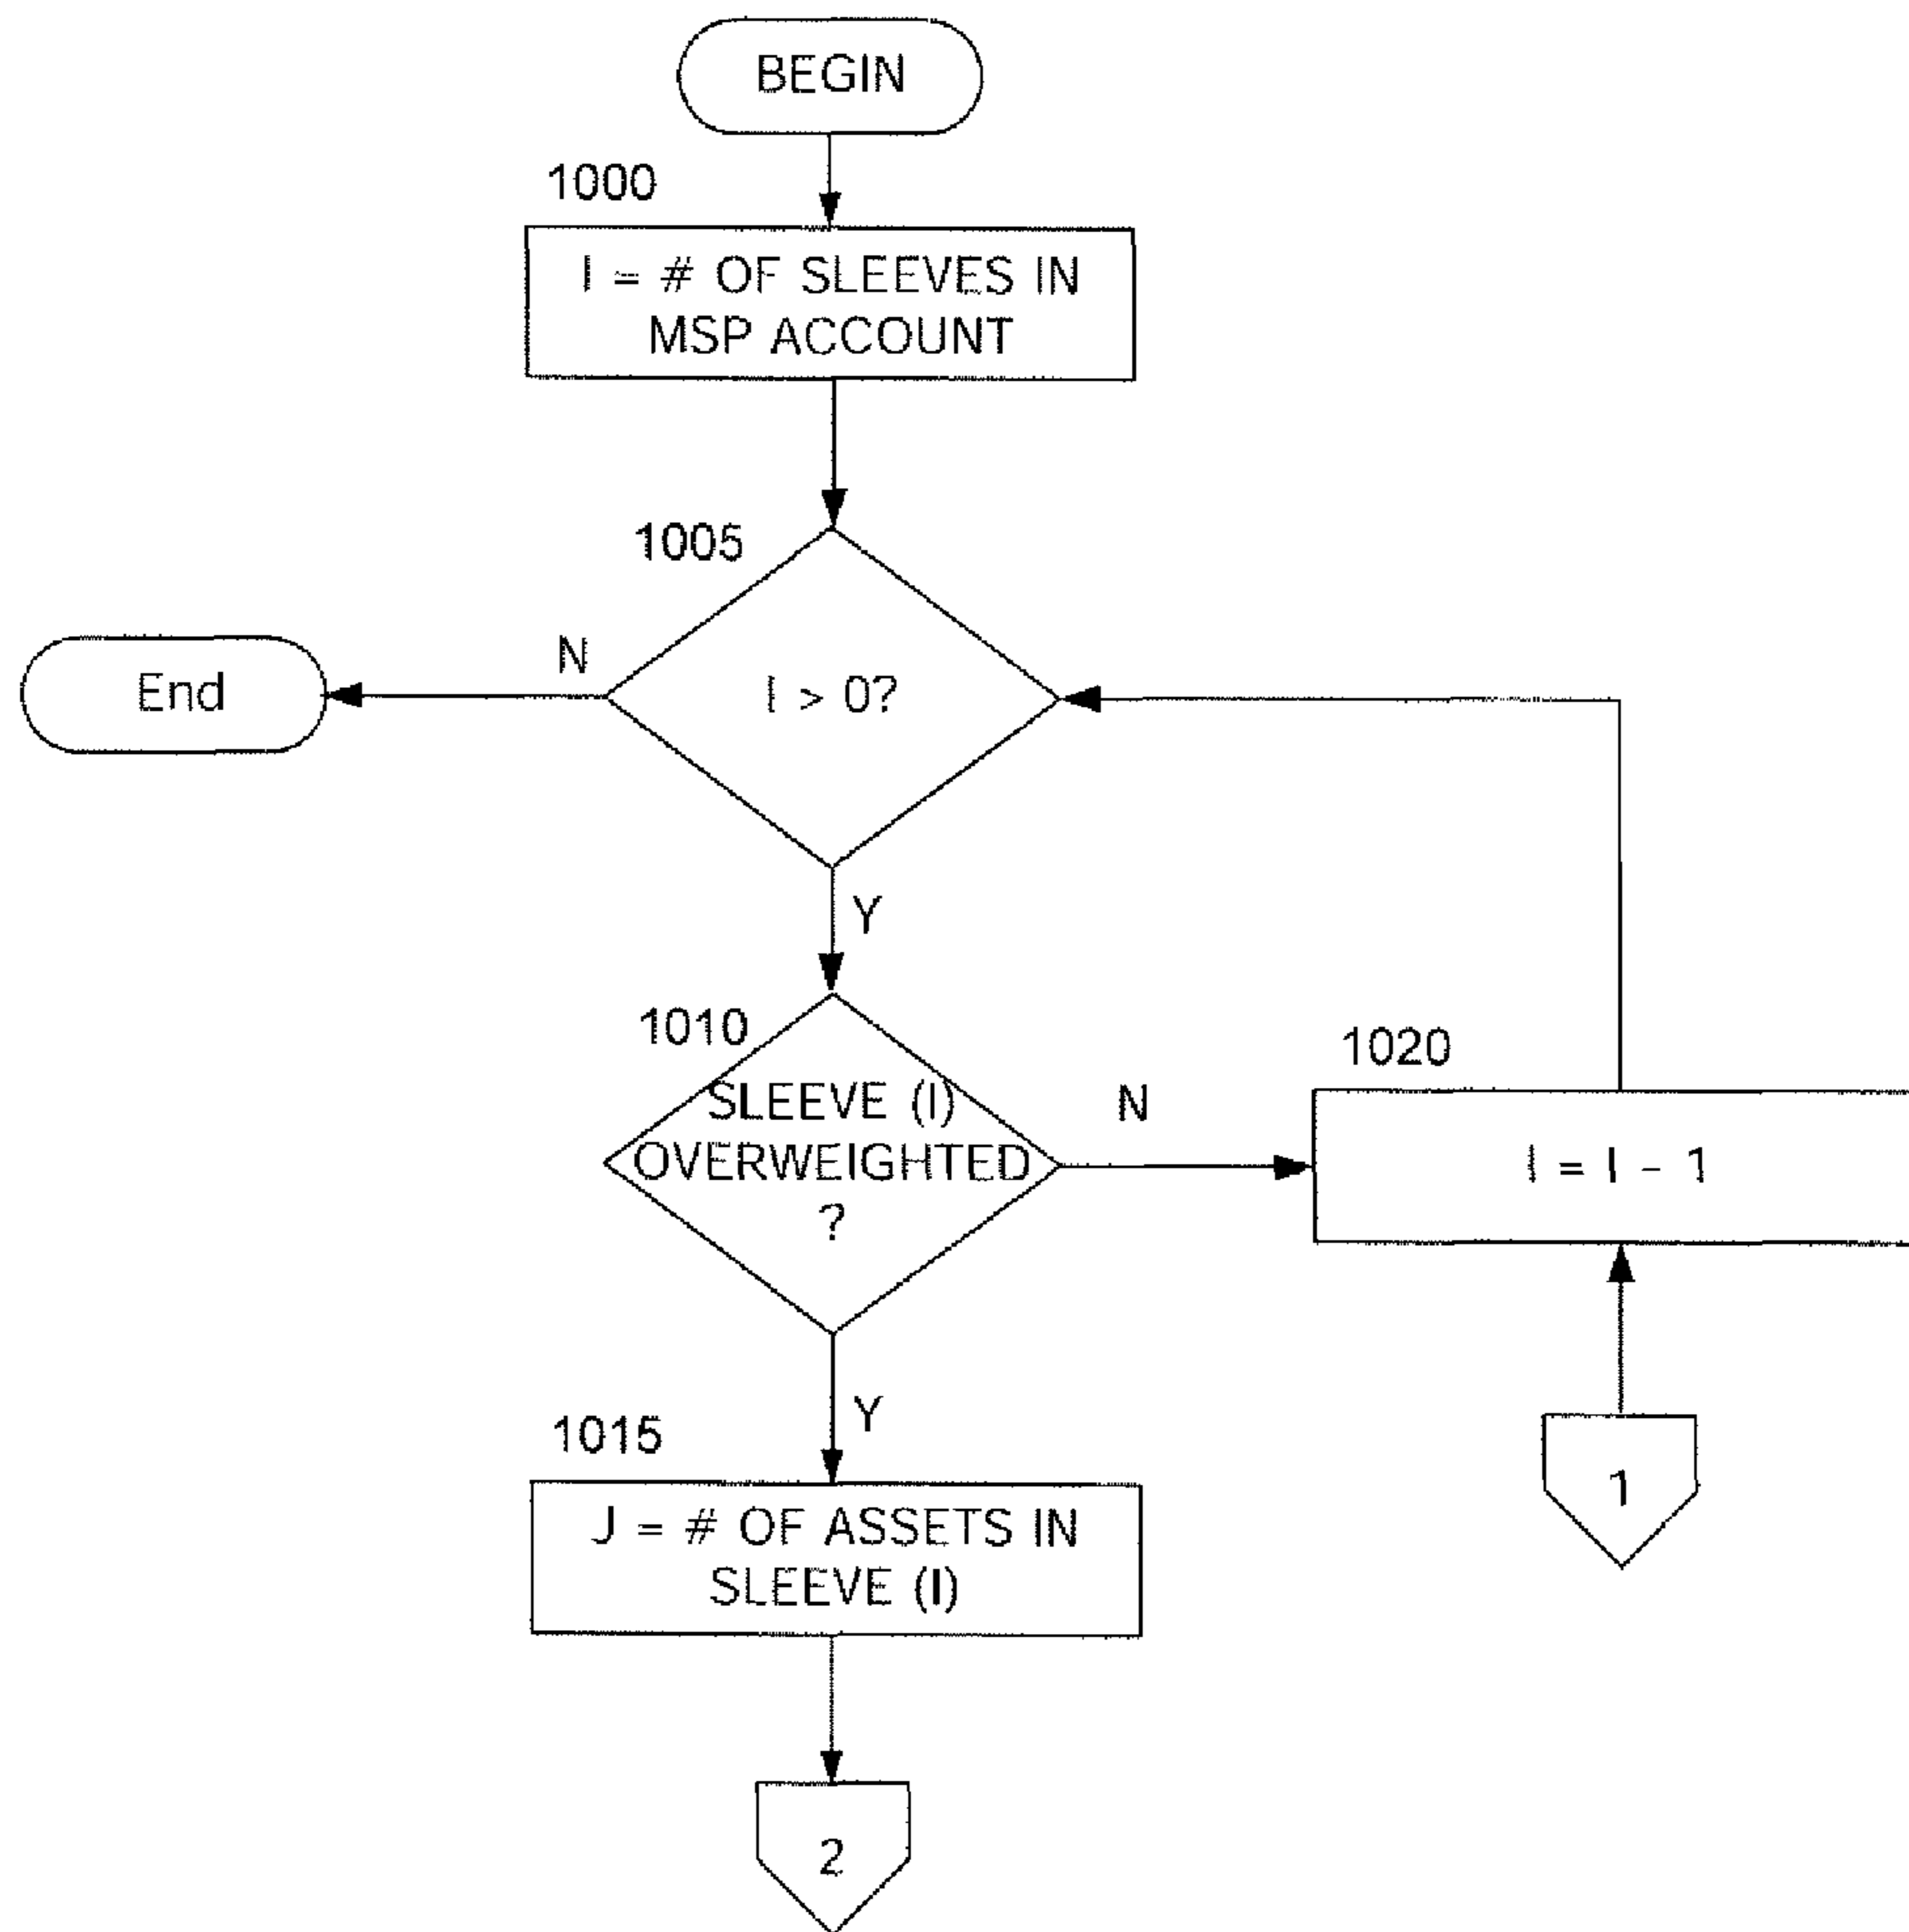 BEGIN
1000
I = # OF SLEEVES IN
MSP ACCOUNT
1005
End
N
I > 0?
Y
1010
SLEEVE (I)
OVERWEIGHTED
?
N
1020
I = I - 1
Y
1015
J = # OF ASSETS IN
SLEEVE (I)
1
2